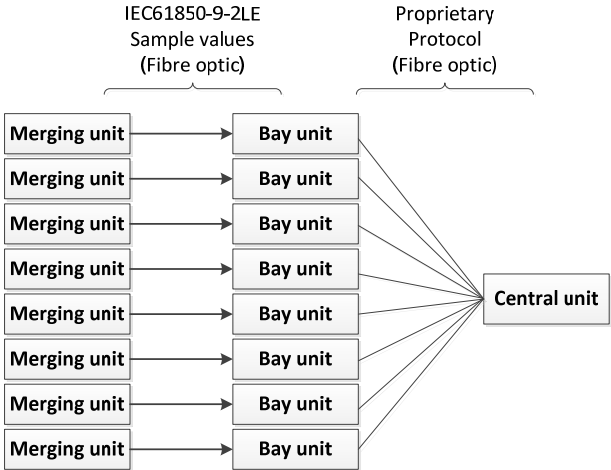 IEC61850-9-2LE
Sample values
(Fibre optic)
Proprietary
Protocol
(Fibre optic)
Merging unit
Bay unit
Merging unit
Bay unit
Merging unit
Bay unit
Merging unit
Bay unit
Central unit
Merging unit
Bay unit
Merging unit
Bay unit
Merging unit
Bay unit
Merging unit
Bay unit